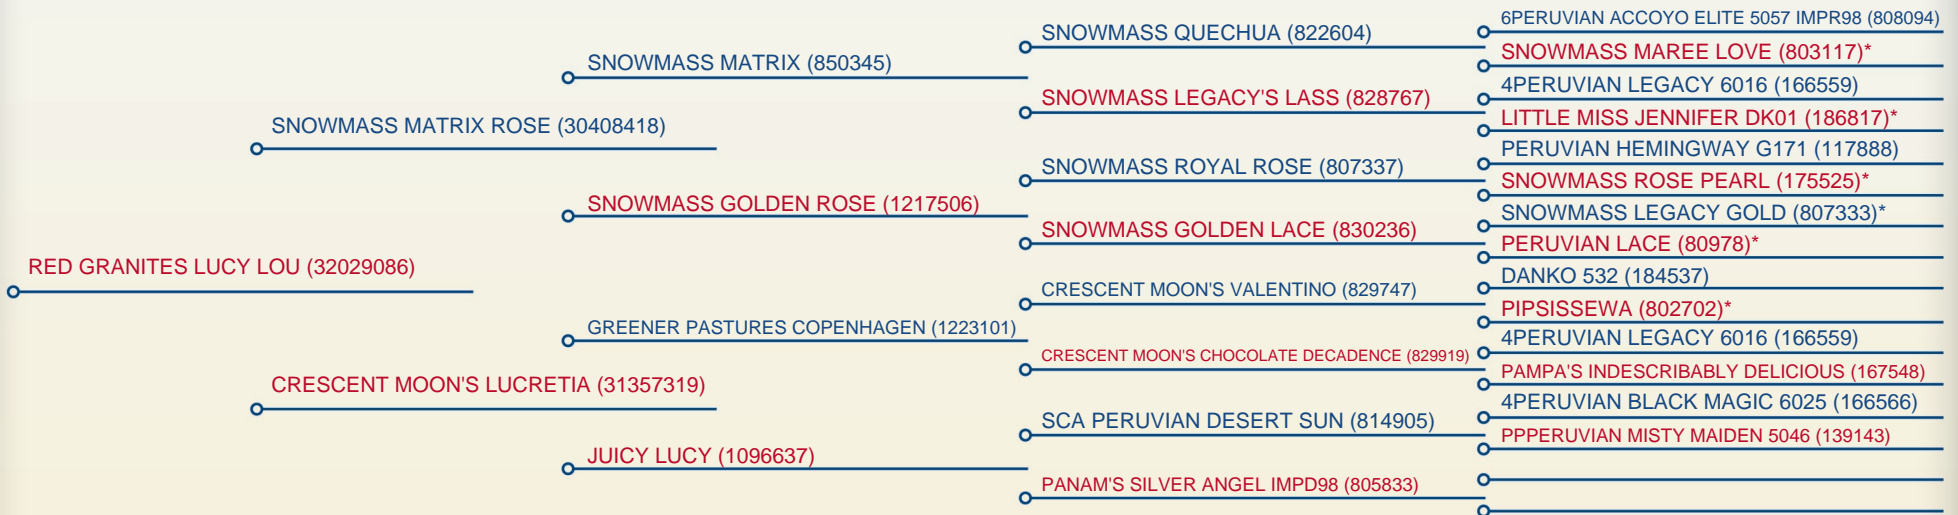 6PERUVIAN ACCOYO ELITE 5057 IMPR98 (808094)
SNOWMASS QUECHUA (822604)
SNOWMASS MAREE LOVE (803117)*
SNOWMASS MATRIX (850345)
4PERUVIAN LEGACY 6016 (166559)
SNOWMASS LEGACY'S LASS (828767)
LITTLE MISS JENNIFER DK01 (186817)*
SNOWMASS MATRIX ROSE (30408418)
PERUVIAN HEMINGWAY G171 (117888)
SNOWMASS ROYAL ROSE (807337)
SNOWMASS ROSE PEARL (175525)*
SNOWMASS GOLDEN ROSE (1217506)
SNOWMASS LEGACY GOLD (807333)*
SNOWMASS GOLDEN LACE (830236)
PERUVIAN LACE (80978)*
RED GRANITES LUCY LOU (32029086)
DANKO 532 (184537)
CRESCENT MOON'S VALENTINO (829747)
PIPSISSEWA (802702)*
GREENER PASTURES COPENHAGEN (1223101)
4PERUVIAN LEGACY 6016 (166559)
CRESCENT MOON'S CHOCOLATE DECADENCE (829919)
PAMPA'S INDESCRIBABLY DELICIOUS (167548)
CRESCENT MOON'S LUCRETIA (31357319)
4PERUVIAN BLACK MAGIC 6025 (166566)
SCA PERUVIAN DESERT SUN (814905)
PPPERUVIAN MISTY MAIDEN 5046 (139143)
JUICY LUCY (1096637)
PANAM'S SILVER ANGEL IMPD98 (805833)